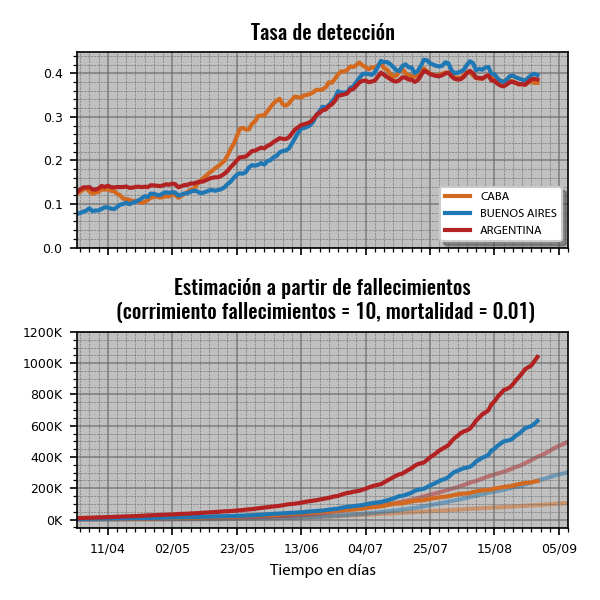 Tasa de detección
0.4
0.3
0.2
0.1
0.0
CABA
BUENOS AIRES
ARGENTINA
Estimación a partir de fallecimientos
(corrimiento fallecimientos = 10, mortalidad = 0.01)
1200K
1000K
800K
600K
400K
200K
0K
11/04 02/05 23/05 13/06 04/07 25/07 15/08 05/09
Tiempo en días